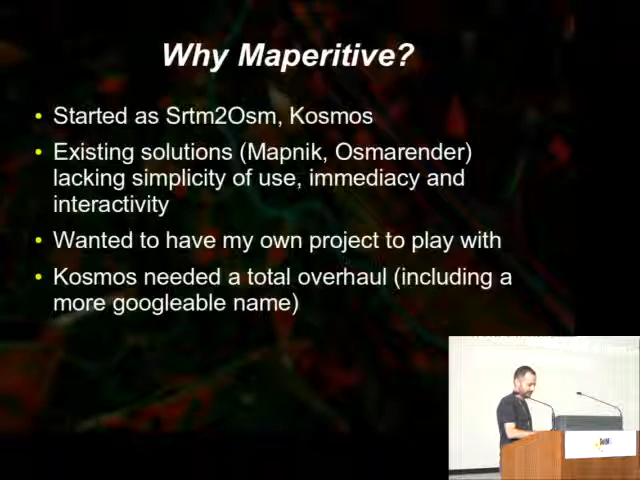 Why Maperitive?
• Started as Srtm2Osm, Kosmos
• Existing solutions (Mapnik, Osmarender)
lacking simplicity of use, immediacy and
interactivity
• Wanted to have my own project to play with
• Kosmos needed a total overhaul (including a
more googleable name)